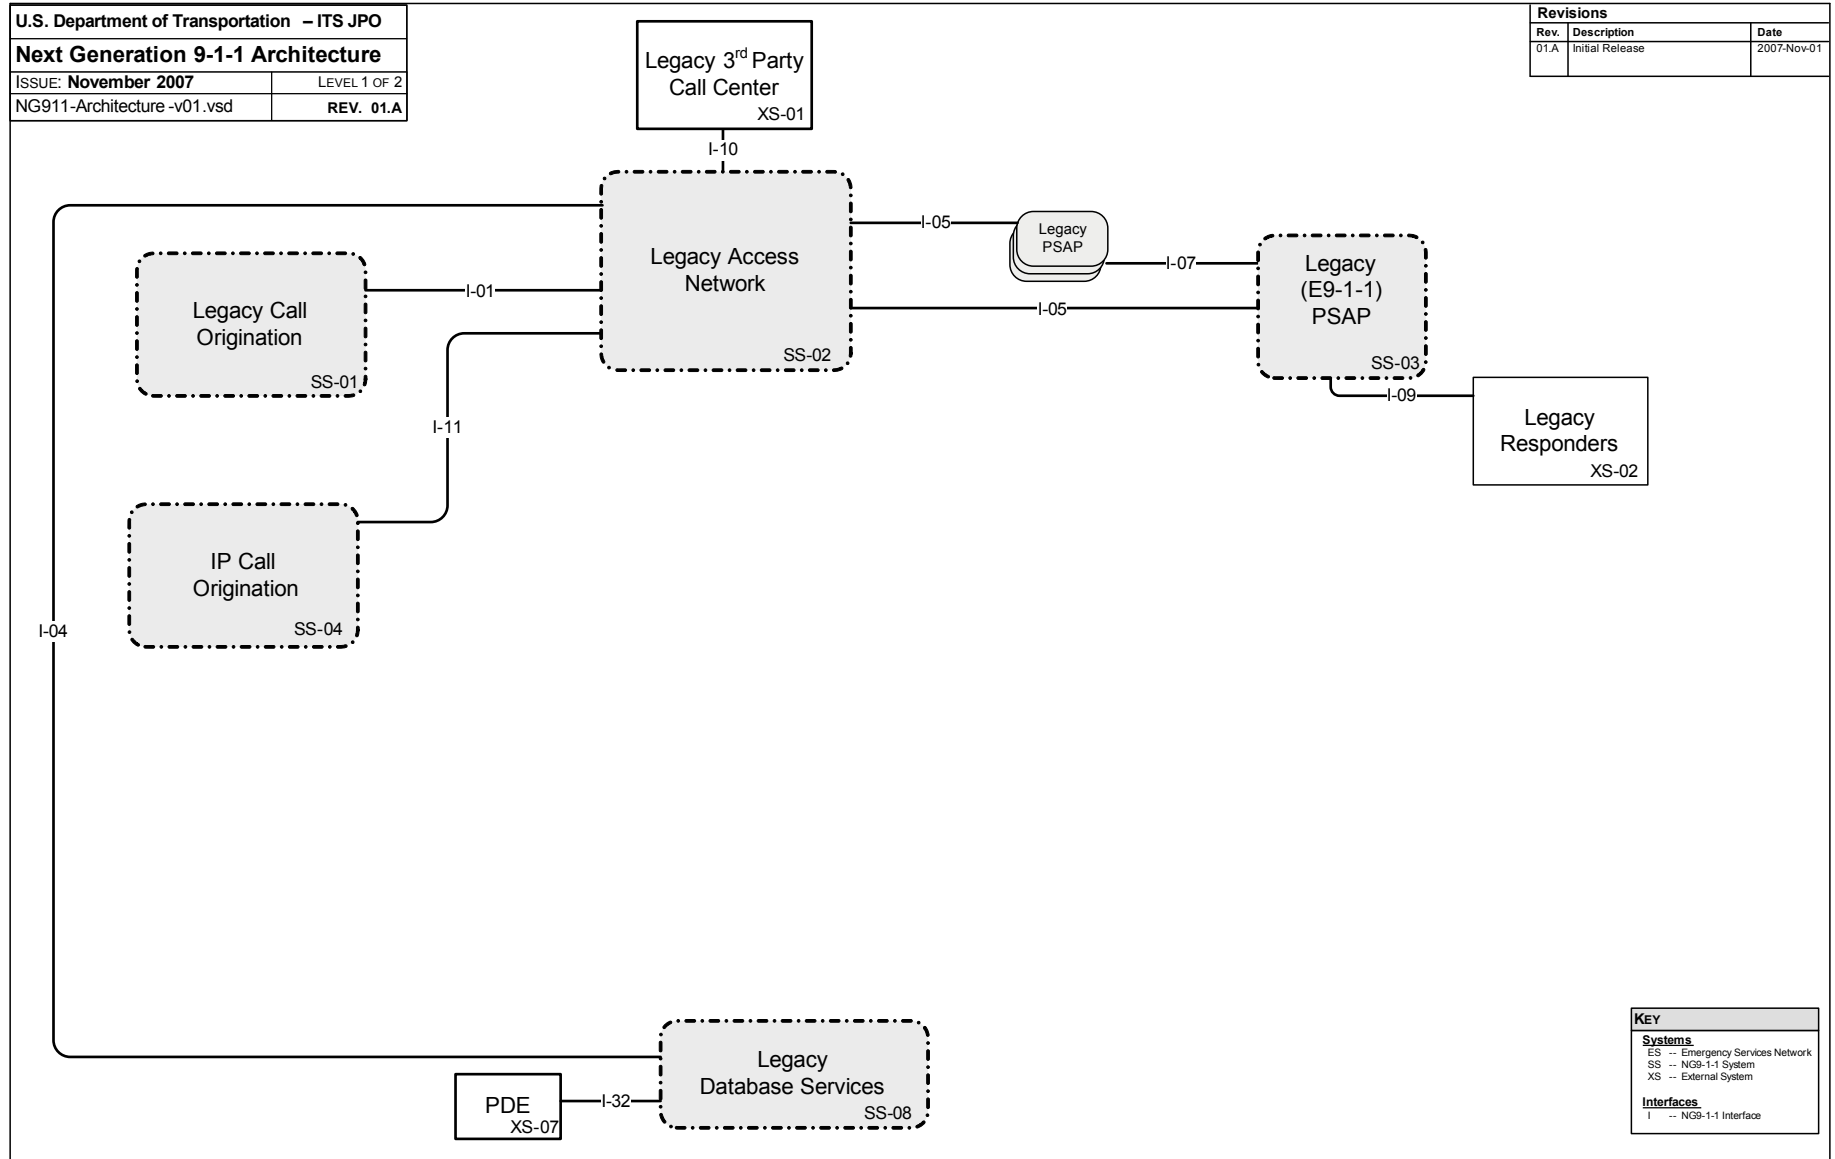 U.S. Department of Transportation – ITS JPO
Next Generation 9-1-1 Architecture
ISSUE: November 2007 LEVEL 1 OF 2
NG911-Architecture -v01.vsd REV. 01.A
Revisions
Rev. Description Date
01.A Initial Release 2007-Nov-01
Legacy 3rd Party
Call Center
XS-01
I-10
Legacy Access
Network
SS-02
I-05
Legacy
PSAP
I-07
I-05
Legacy
(E9-1-1)
PSAP
SS-03
I-09
Legacy
Responders
XS-02
Legacy Call
Origination
SS-01
I-01
I-11
IP Call
Origination
SS-04
I-04
Legacy
Database Services
SS-08
PDE
XS-07
I-32
KEY
Systems
ES -- Emergency Services Network
SS -- NG9-1-1 System
XS -- External System
Interfaces
I -- NG9-1-1 Interface